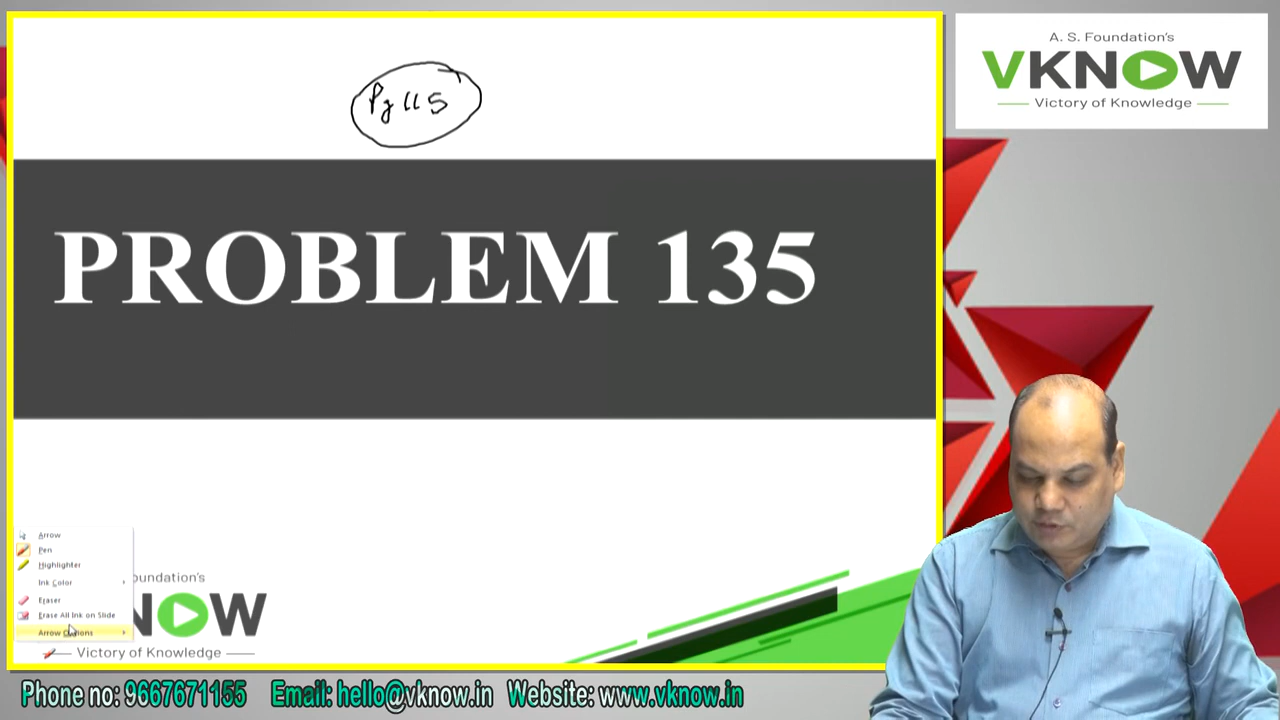 Pg 115
PROBLEM 135
Arrow
Pen
Highlighter
Ink Color
Eraser
Erase All Ink on Slide
Arrow Options
oundation's
NOW
Victory of Knowledge
A. S. Foundation's
VKNOW
Victory of Knowledge
Phone no: 9667671155 Email: hello@vknow.in Website: www.vknow.in